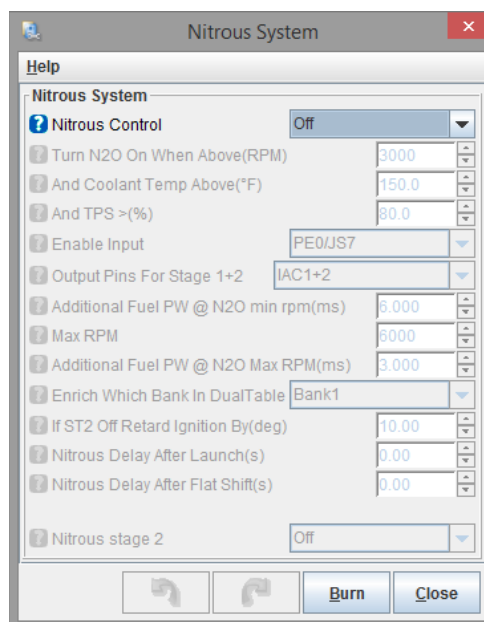 Nitrous System
Help
Nitrous System
Nitrous Control Off
Turn N2O On When Above(RPM) 3000
And Coolant Temp Above(°F) 150.0
And TPS >(%) 80.0
Enable Input PE0/JS7
Output Pins For Stage 1+2 IAC1+2
Additional Fuel PW @ N2O min rpm(ms) 6.000
Max RPM 6000
Additional Fuel PW @ N2O Max RPM(ms) 3.000
Enrich Which Bank In DualTable Bank1
If ST2 Off Retard Ignition By(deg) 10.00
Nitrous Delay After Launch(s) 0.00
Nitrous Delay After Flat Shift(s) 0.00
Nitrous stage 2 Off
Burn Close